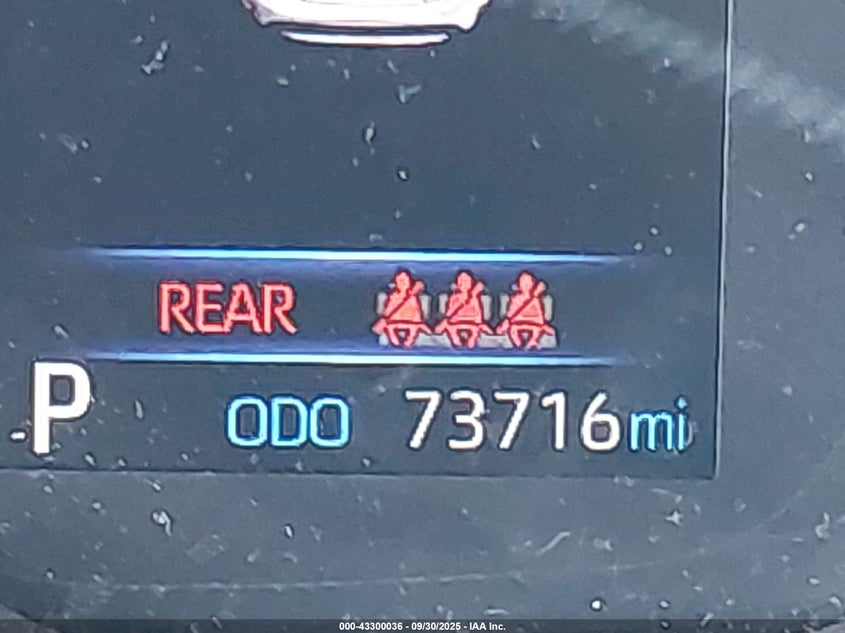 REAR
P ODO 73716mi
000-43300036 - 09/30/2025 - IAA Inc.